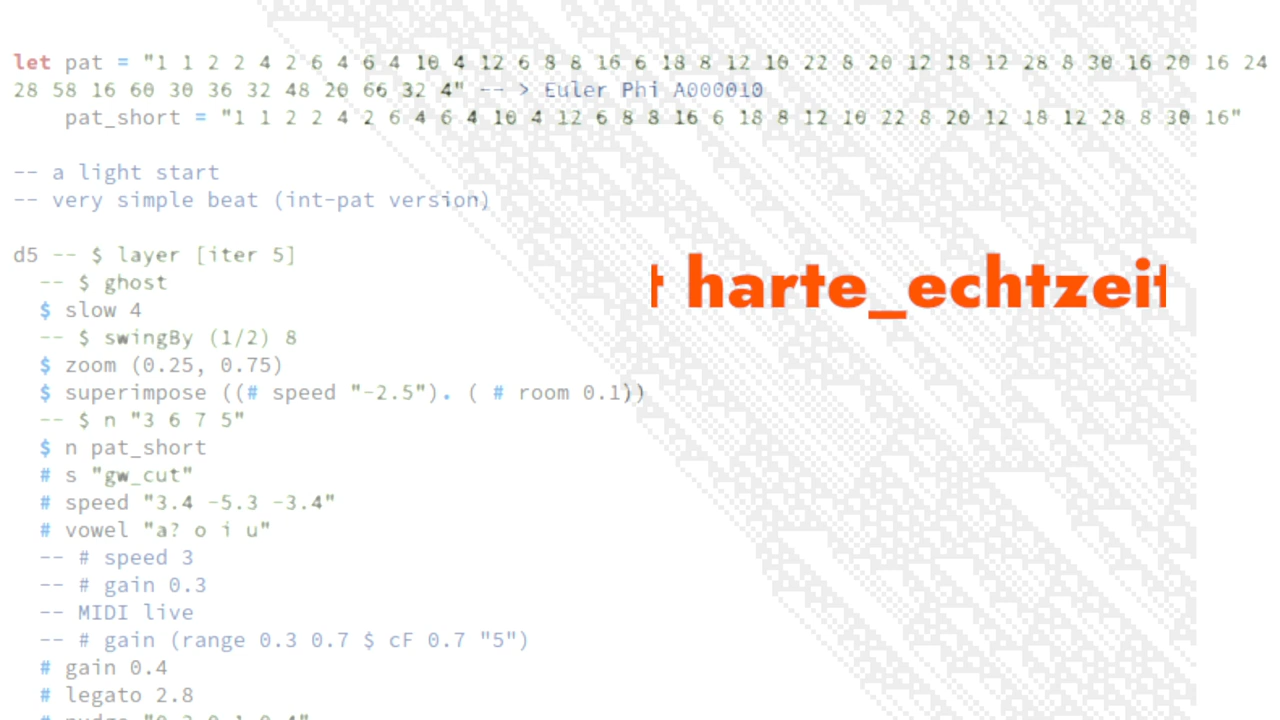 let pat = "1 1 2 2 4 2 6 4 6 4 10 4 12 6 8 8 16 6 18 8 12 10 22 8 20 12 18 12 28 8 30 16 20 16 24
28 58 16 60 30 36 32 48 20 66 32 4" -- > Euler Phi A000010
pat_short = "1 1 2 2 4 2 6 4 6 4 10 4 12 6 8 8 16 6 18 8 12 10 22 8 20 12 18 12 28 8 30 16"
-- a light start
-- very simple beat (int-pat version)
d5 -- $ layer [iter 5]
-- $ ghost
harte_echtzeit
$ slow 4
-- $ swingBy (1/2) 8
$ zoom (0.25, 0.75)
$ superimpose ((# speed "-2.5"). ( # room 0.1))
-- $ n "3 6 7 5"
$ n pat_short
# s "gw_cut"
# speed "3.4 -5.3 -3.4"
# vowel "a? o i u"
-- # speed 3
-- # gain 0.3
-- MIDI live
-- # gain (range 0.3 0.7 $ cF 0.7 "5")
# gain 0.4
# legato 2.8